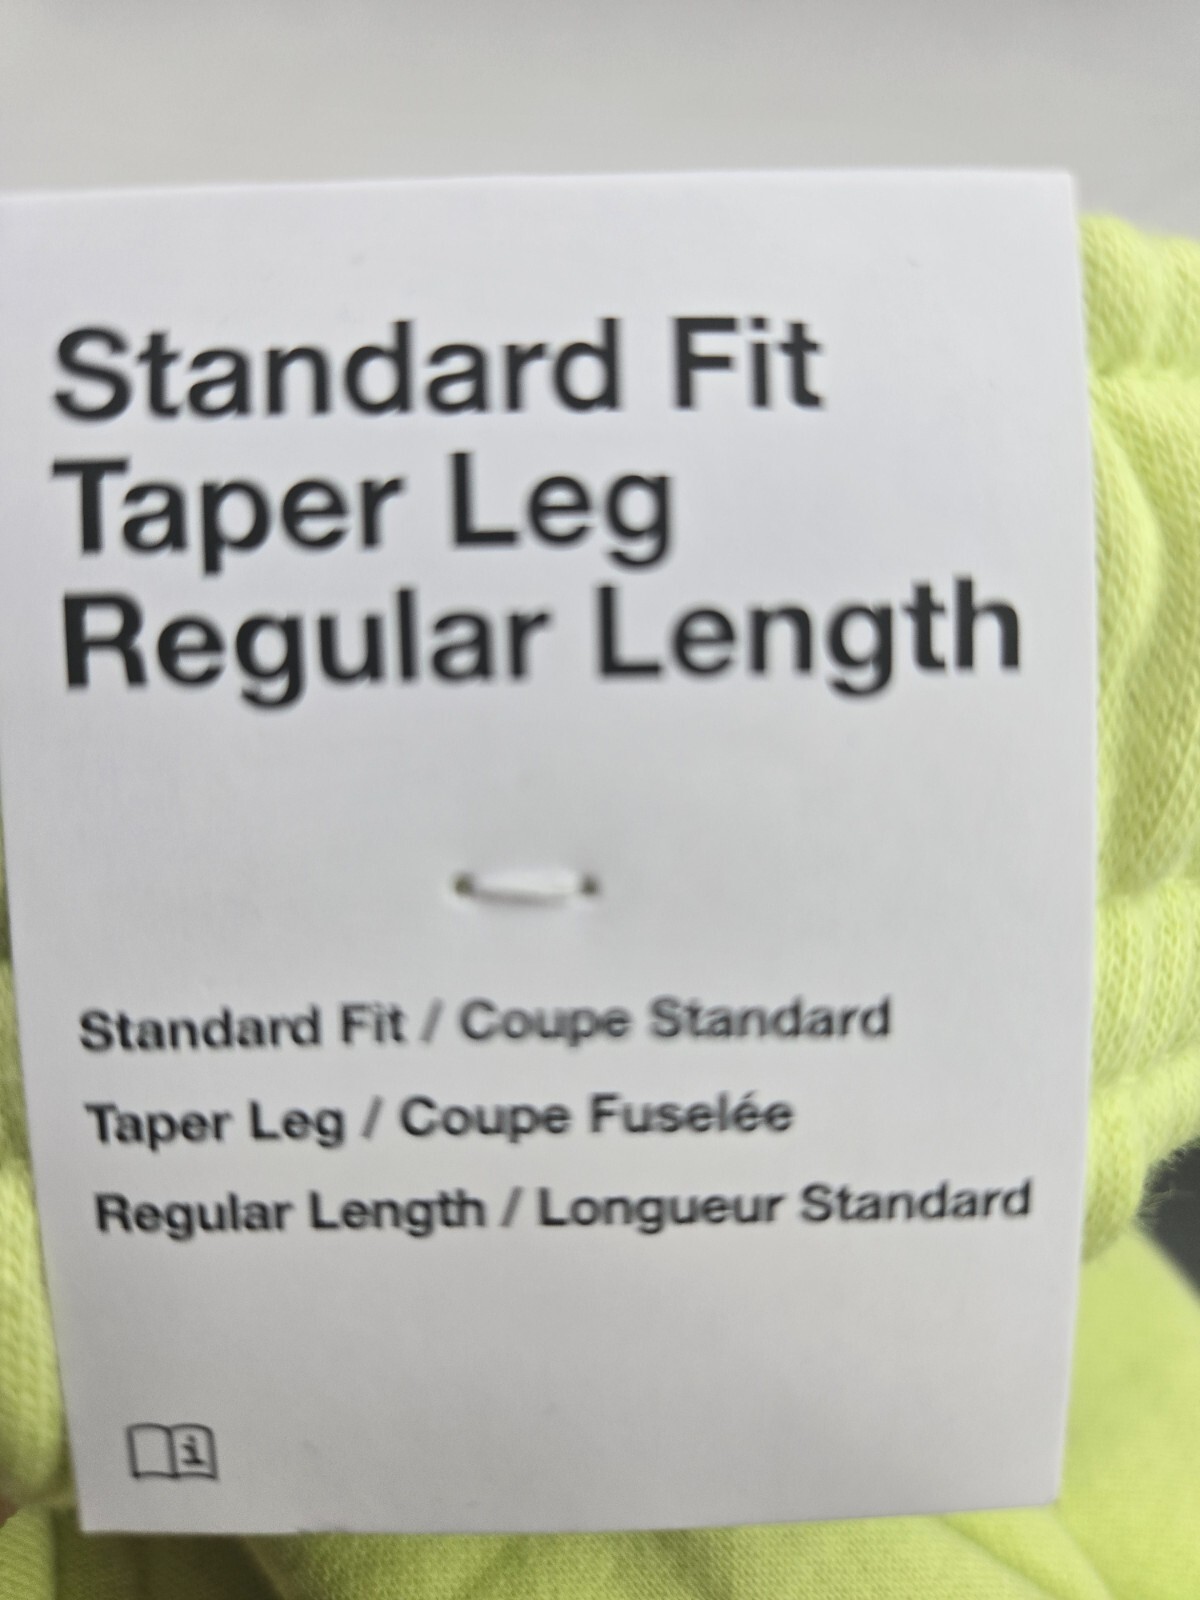 Standard Fit
Taper Leg
Regular Length
Standard Fit / Coupe Standard
Taper Leg / Coupe Fuselée
Regular Length / Longueur Standard
i